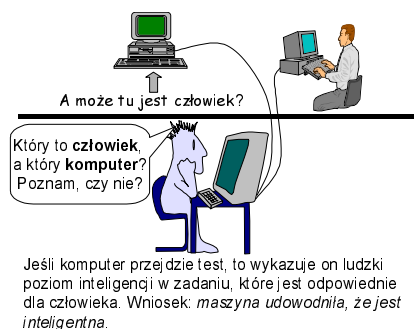 A może tu jest człowiek?
Który to człowiek,
a który komputer?
Poznam, czy nie?
Jeśli komputer przejdzie test, to wykazuje on ludzki
poziom inteligencji w zadaniu, które jest odpowiednie
dla człowieka. Wniosek: maszyna udowodniła, że jest
inteligentna.